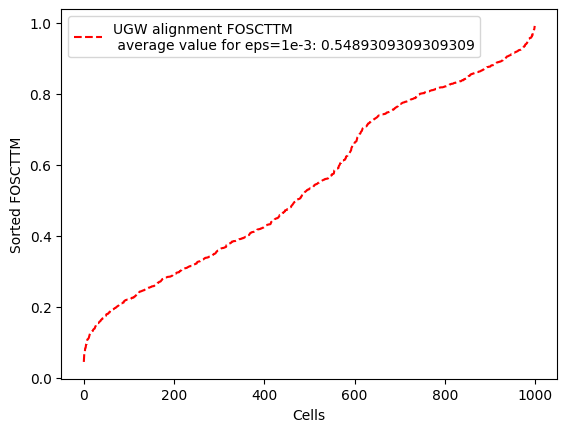 UGW alignment FOSCTTM
average value for eps=1e-3: 0.5489309309309309
1.0
0.8
0.6
0.4
0.2
0.0
Sorted FOSCTTM
0 200 400 600 800 1000
Cells